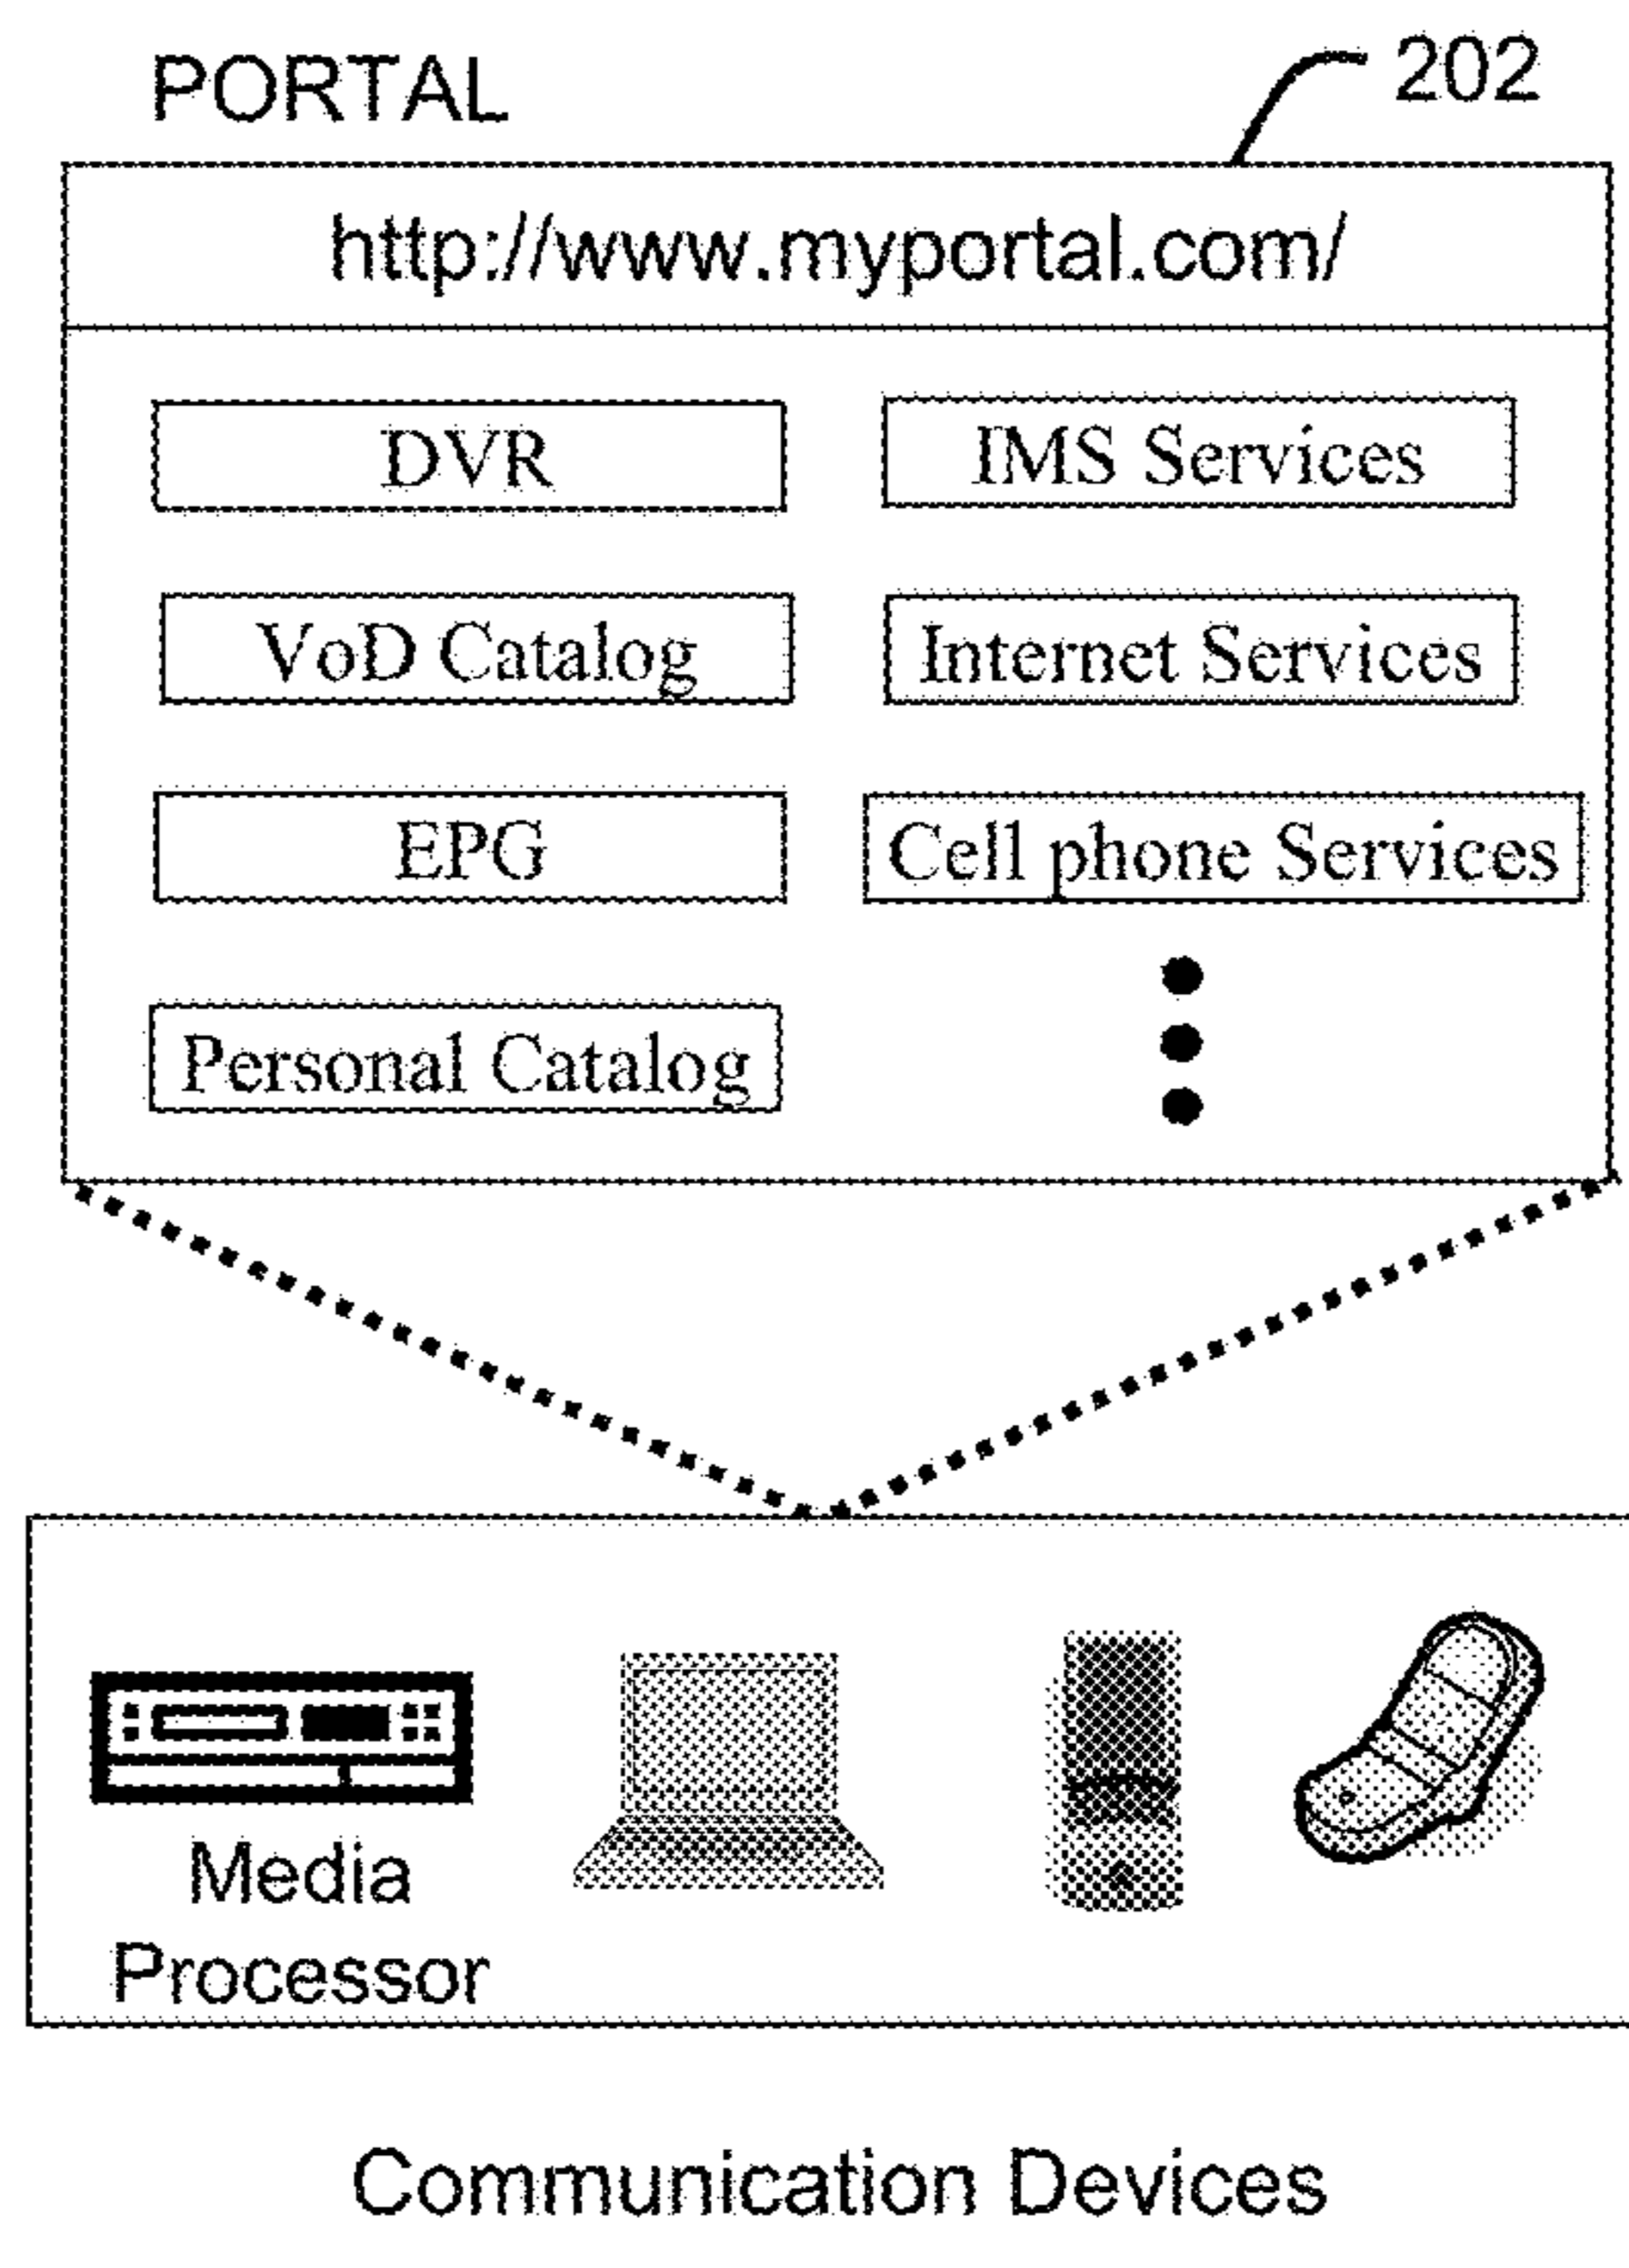 PORTAL
202
http://www.myportal.com/
DVR
IMS Services
VoD Catalog
Internet Services
EPG
Cell phone Services
Personal Catalog
Media
Processor
Communication Devices